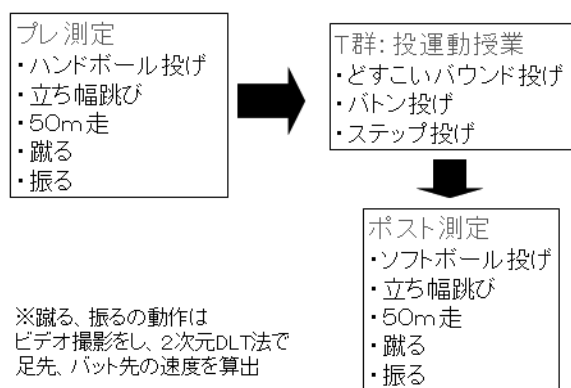 プレ測定
・ハンドボール投げ
・立ち幅跳び
・50m走
・蹴る
・振る
T群:投運動授業
・どすこいバウンド投げ
・バトン投げ
・ステップ投げ
ポスト測定
・ソフトボール投げ
・立ち幅跳び
・50m走
・蹴る
・振る
※蹴る、振るの動作は
ビデオ撮影をし、2次元DLT法で
足先、バット先の速度を算出